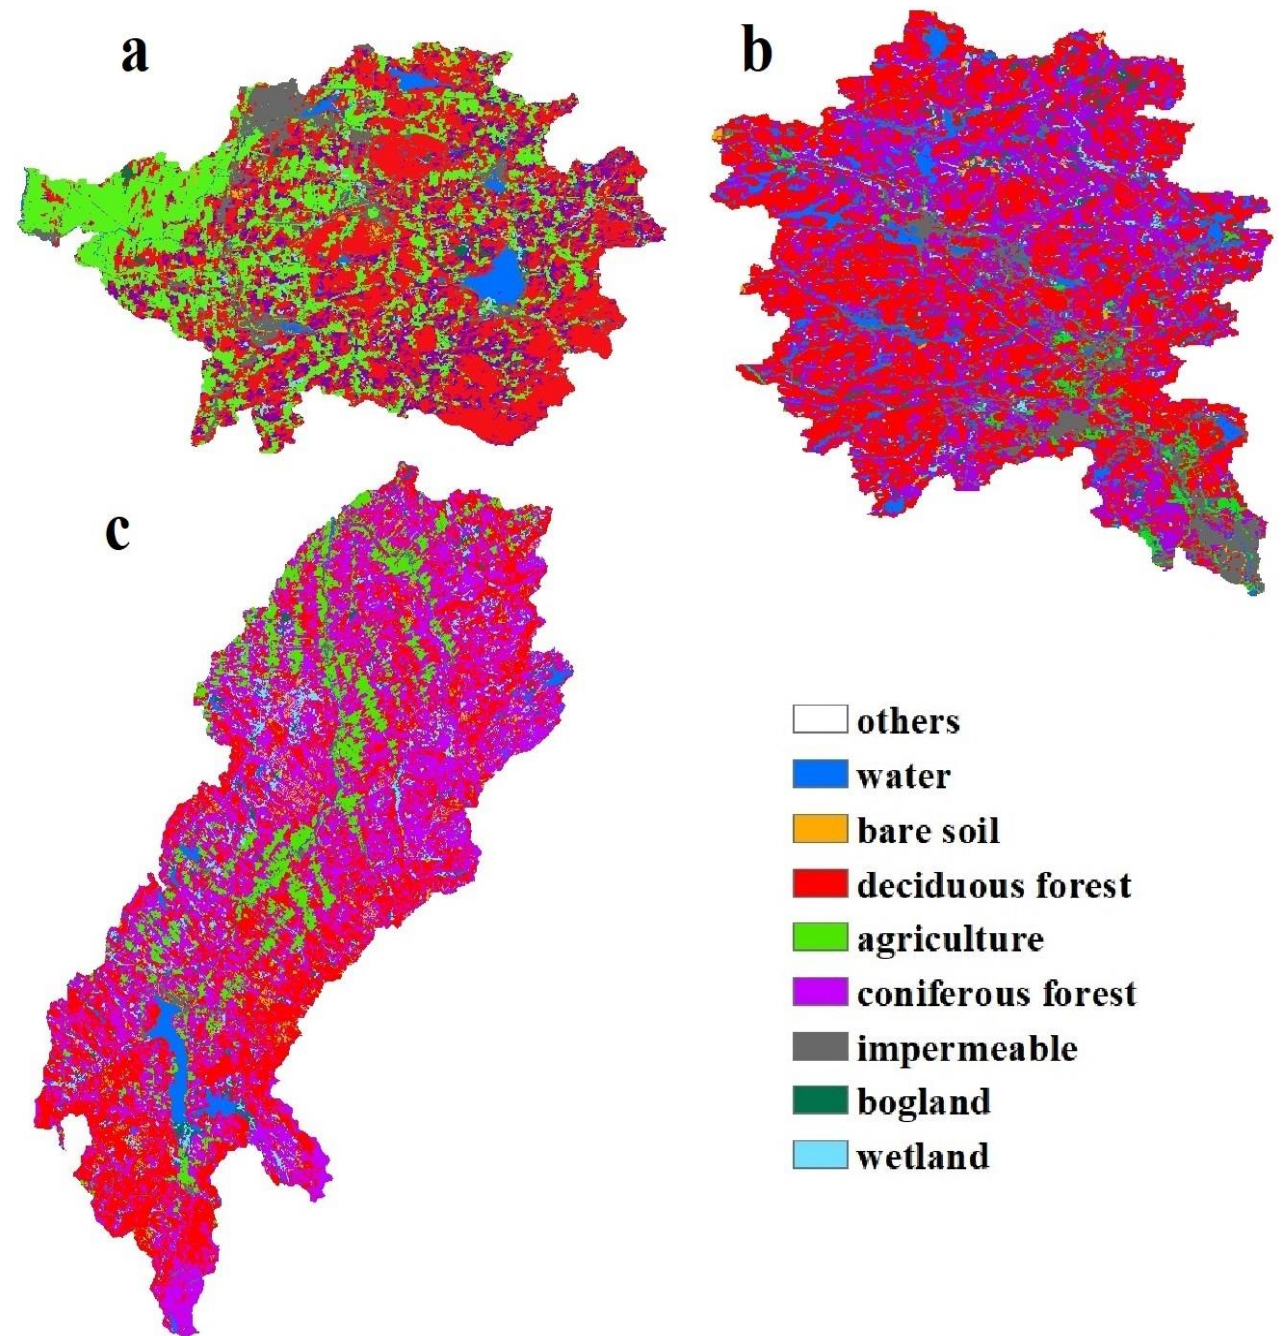 a
b
c
others
water
bare soil
deciduous forest
agriculture
coniferous forest
impermeable
bogland
wetland